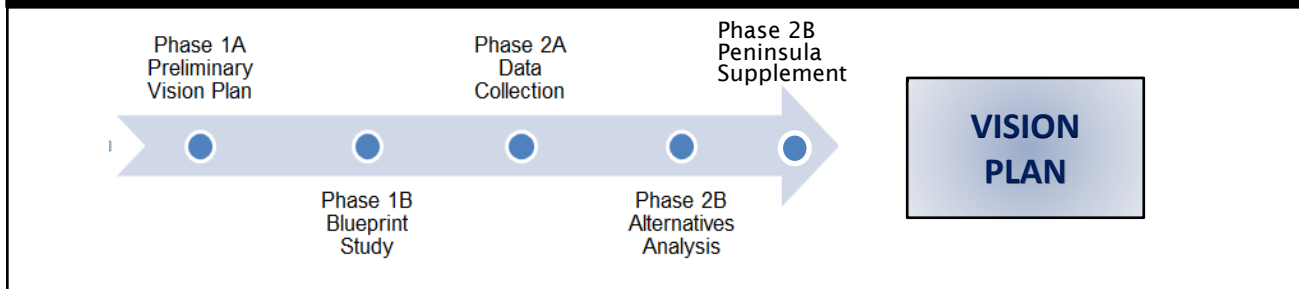 Phase 1A
Preliminary
Vision Plan
Phase 1B
Blueprint
Study
Phase 2A
Data
Collection
Phase 2B
Alternatives
Analysis
Phase 2B
Peninsula
Supplement
VISION
PLAN